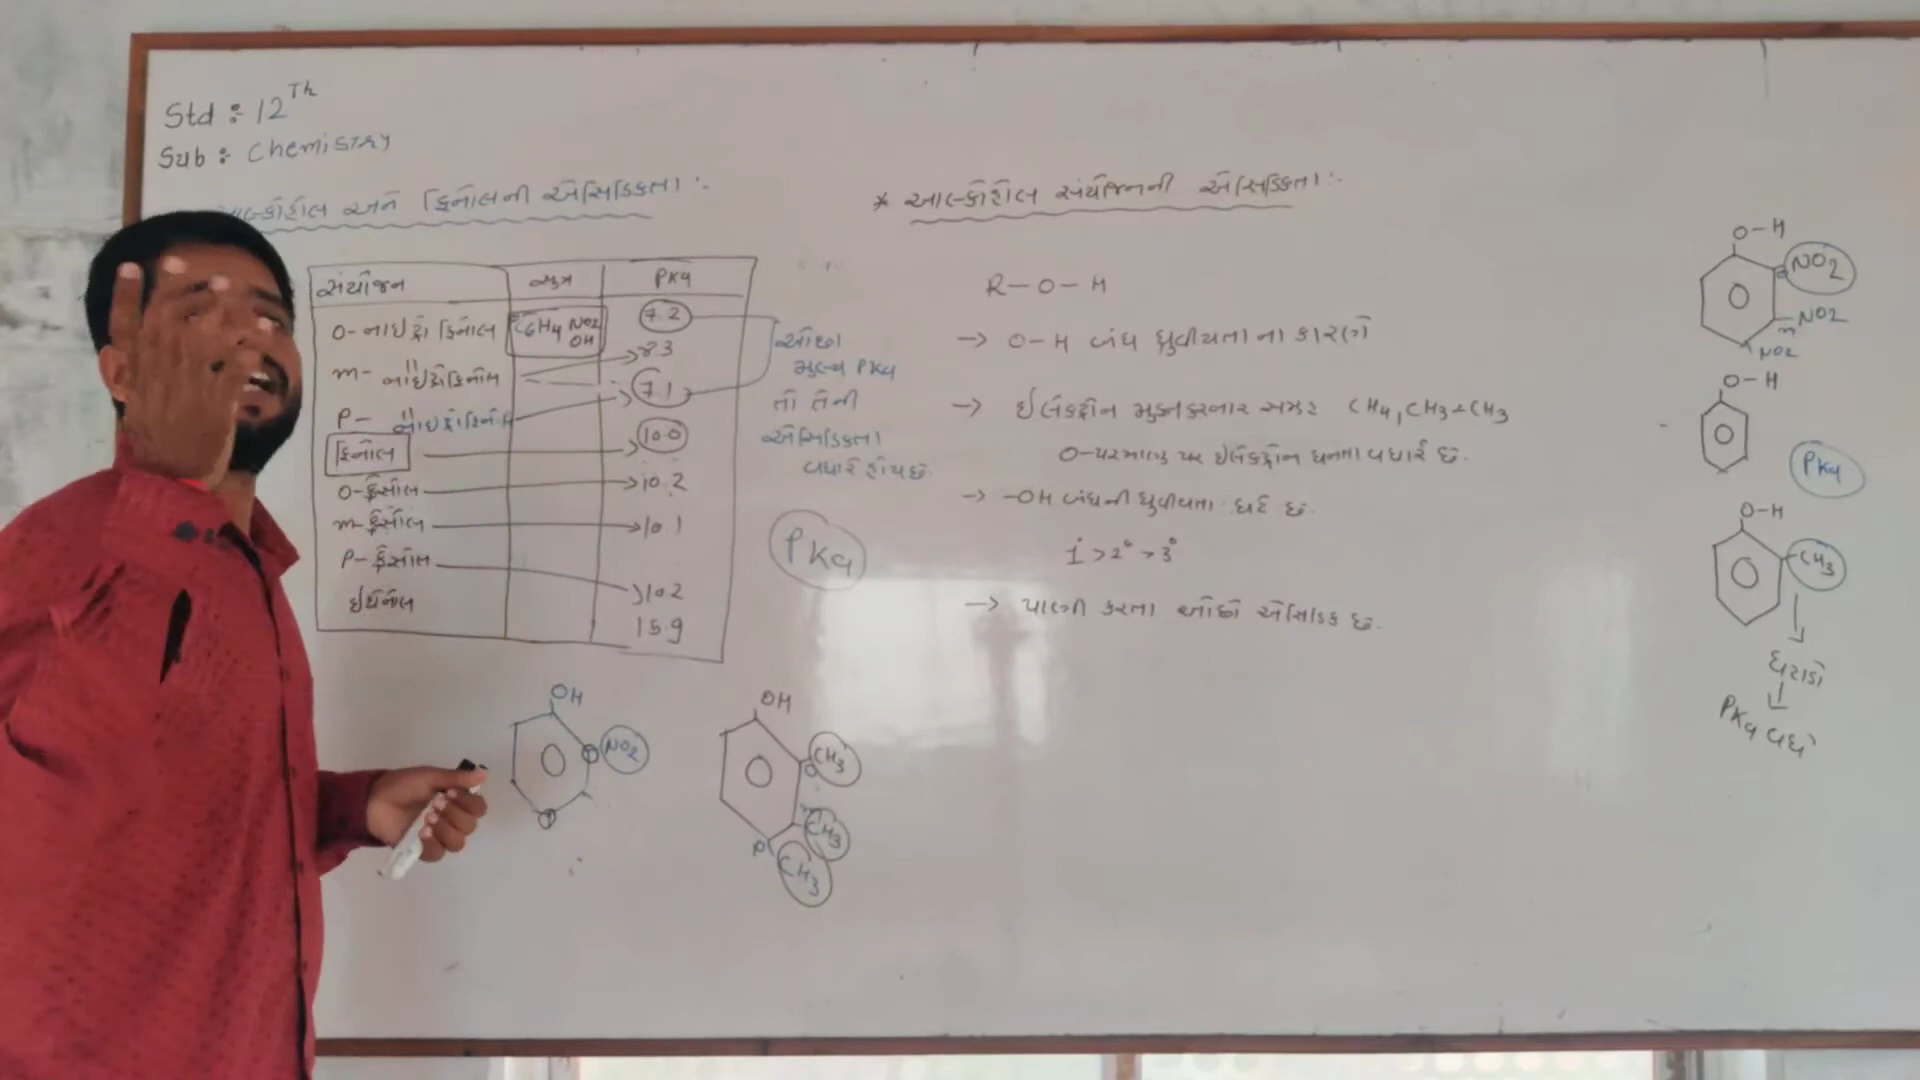 Std : 12Th
Sub : Chemistry
આલ્કોહોલ અને ફિનોલની એસિડિકતા :.
સંયોજન સુત્ર PKa
O- નાઇટ્રો ફિનોલ C6H4 NO2 OH 7.2
m- " નાઇટ્રોફિનોલ 8.3
P- " નાઇટ્રોફિનોલ 7.1
ફિનોલ 10.0
O-ક્રેસોલ 10.2
m-ક્રેસોલ 10.1
P-ક્રેસોલ 10.2
ઇથેનોલ 15.9
ઓછા
મુલ્ય PKa
તો તેની
એસિડિકતા
વધારે હોય છે.
PKa
OH
NO2
OH
CH3
o
m
CH3
P
CH3
* આલ્કોહોલ સંયોજનની એસિડિકતા :.
R-O-H
-> O-H બંધ ધ્રુવીયતા ના કારણે
-> ઇલેક્ટ્રોન મુક્ત કરનાર સમુહ CH4, CH3-CH3
O-પરમાણુ પર ઇલેક્ટ્રોન ઘનતા વધારે છે.
-> -OH બંધની ધ્રુવીયતા ઘટે છે.
1° > 2° > 3°
-> પાણી કરતા ઓછો એસિડિક છે.
O-H
NO2
NO2
m
NO2
O-H
PKa
O-H
CH3
ઘટાડો
PKa વધે